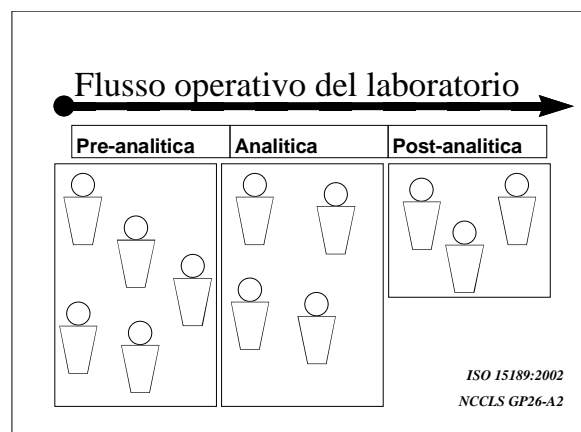 Flusso operativo del laboratorio
Pre-analitica Analitica Post-analitica
ISO 15189:2002
NCCLS GP26-A2